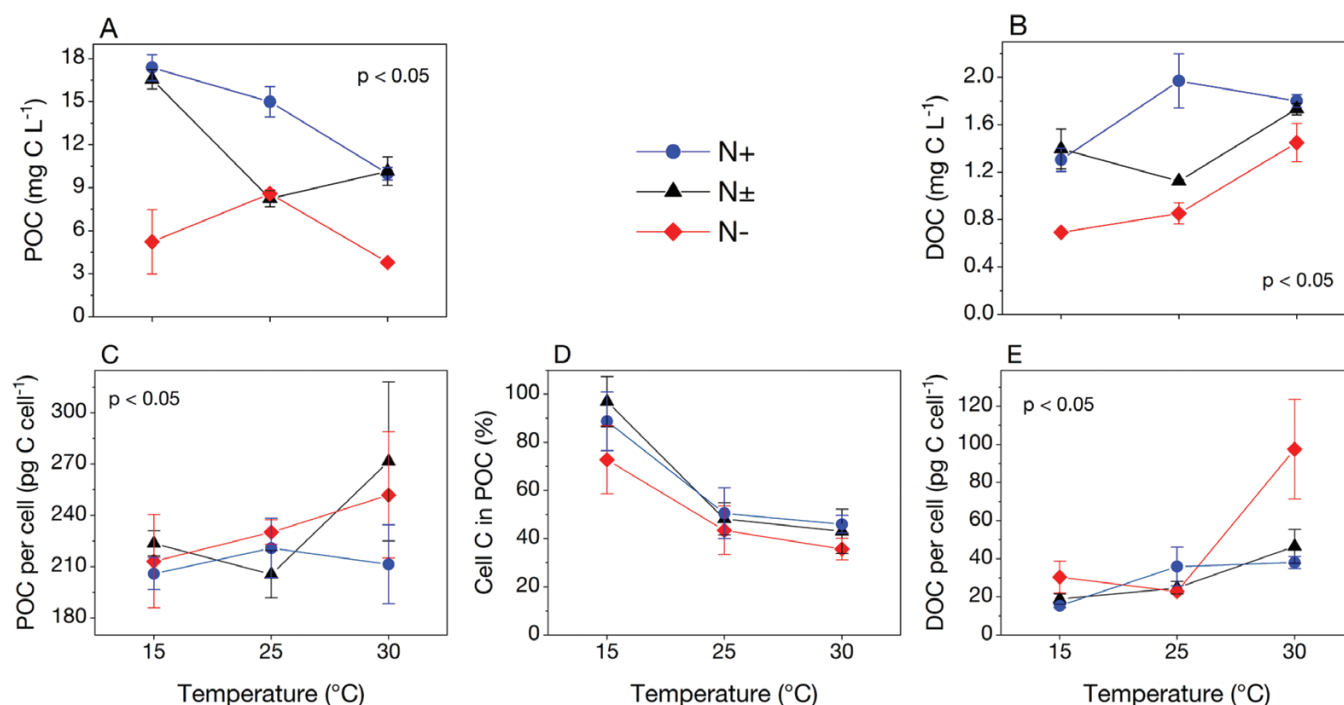 A
18
15
12
9
6
3
0
POC (mg C L⁻¹)
p < 0.05
N+
N±
N-
B
2.0
1.6
1.2
0.8
0.4
0.0
DOC (mg C L⁻¹)
p < 0.05
C
300
270
240
210
180
POC per cell (pg C cell⁻¹)
p < 0.05
15 25 30
Temperature (°C)
D
100
80
60
40
20
0
Cell C in POC (%)
15 25 30
Temperature (°C)
E
120
100
80
60
40
20
0
DOC per cell (pg C cell⁻¹)
p < 0.05
15 25 30
Temperature (°C)